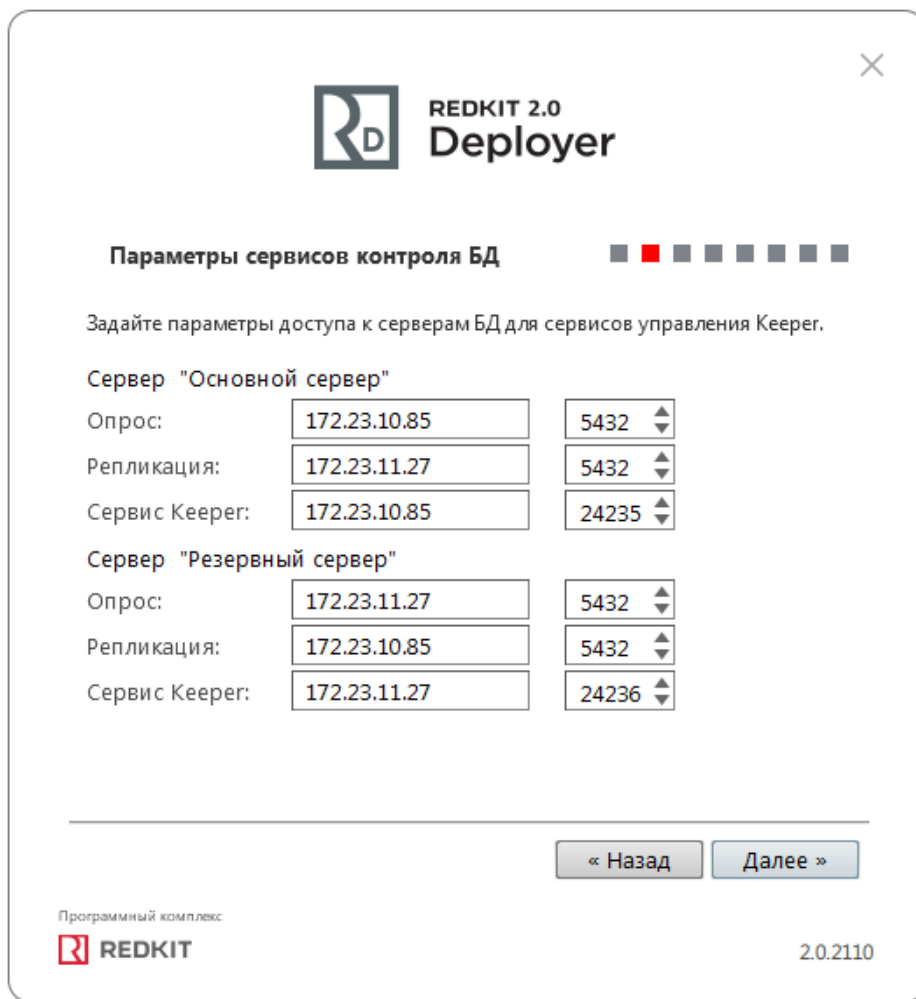 REDKIT 2.0
RD Deployer
Параметры сервисов контроля БД
Задайте параметры доступа к серверам БД для сервисов управления Keeper.
Сервер "Основной сервер"
Опрос: 172.23.10.85 5432
Репликация: 172.23.11.27 5432
Сервис Keeper: 172.23.10.85 24235
Сервер "Резервный сервер"
Опрос: 172.23.11.27 5432
Репликация: 172.23.10.85 5432
Сервис Keeper: 172.23.11.27 24236
« Назад Далее »
Программный комплекс
R REDKIT 2.0.2110